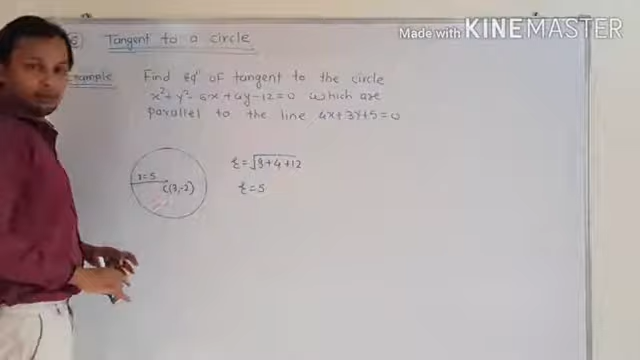 Made with KINEMASTER
Tangent to a circle
Example Find Eqⁿ of tangent to the circle
x²+y²-6x+4y-12=0 which are
parallel to the line 4x+3y+5=0
r=5
C(3,-2)
r=√9+4+12
r=5